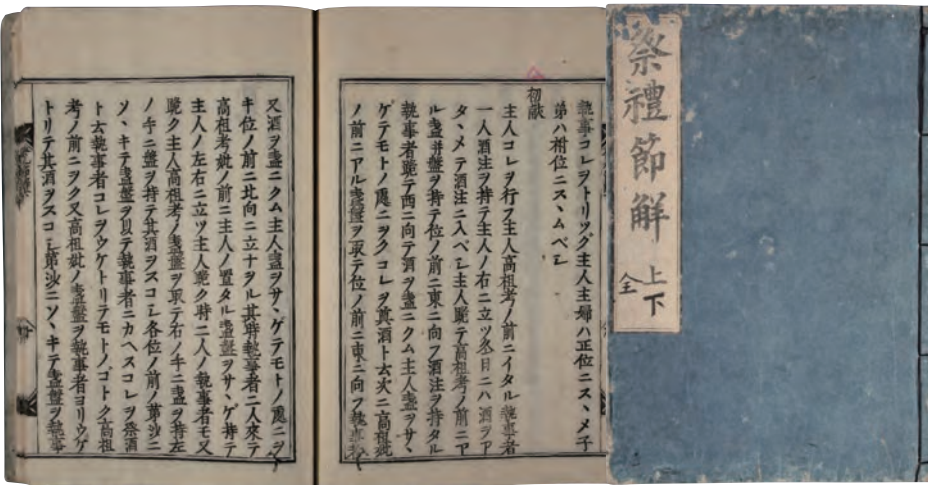 祭禮節解 上下
全
執事コレヲトリツグ主人主婦ハ正位ニスヽメ子
第ハ柎位ニスヽムベシ
初献
主人コレヲ行フ主人高祖考ノ前ニイタル執事者
一人酒注ヲ持テ主人ノ右ニ立ツ冬月ニハ酒ヲア
タヽメテ酒注ニ入ベシ主人跪テ高祖考ノ前ニア
ル盞并盤ヲ持テ位ノ前ニ東ニ向フ酒注ヲ持タル
執事者跪テ西ニ向テ酒ヲ盞ニクム主人盞ヲサヽ
ゲテモトノ處ニヲクコレヲ奠酒ト云次ニ高祖妣
ノ前ニアル盞盤ヲ取テ位ノ前ニ東ニ向フ執事者
又酒ヲ盞ニクム主人盞ヲサヽゲテモトノ處ニヲ
キ位ノ前ニ北向ニ立ナヲル其時執事者二人來テ
高祖考妣ノ前ニ主人ノ置タル盞盤ヲサヽゲ持テ
主人ノ左右ニ立ツ主人跪ク時二人ノ執事者モ又
跪ク主人高祖考ノ盞盤ヲ取テ右ノ手ニ盞ヲ持左
ノ手ニ盤ヲ持テ其酒ヲスコシ各位ノ前ノ茅沙ニ
ソヽキテ盞盤ヲ以テ執事者ニカヘスコレヲ祭酒
ト云執事者コレヲウケトリテモトノゴトク高祖
考ノ前ニヲク又高祖妣ノ盞盤ヲ執事者ヨリウケ
トリテ其酒ヲスコシ茅沙ニソヽキテ盞盤ヲ執事